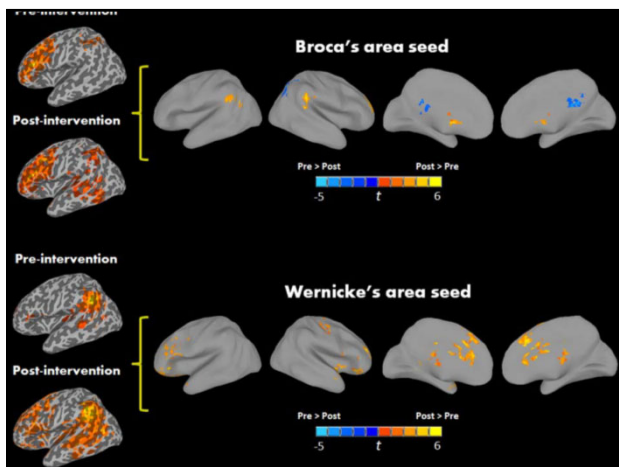 Pre-intervention
Broca's area seed
Post-intervention
Pre > Post
Post > Pre
-5
t
6
Pre-intervention
Wernicke's area seed
Post-intervention
Pre > Post
Post > Pre
-5
t
6